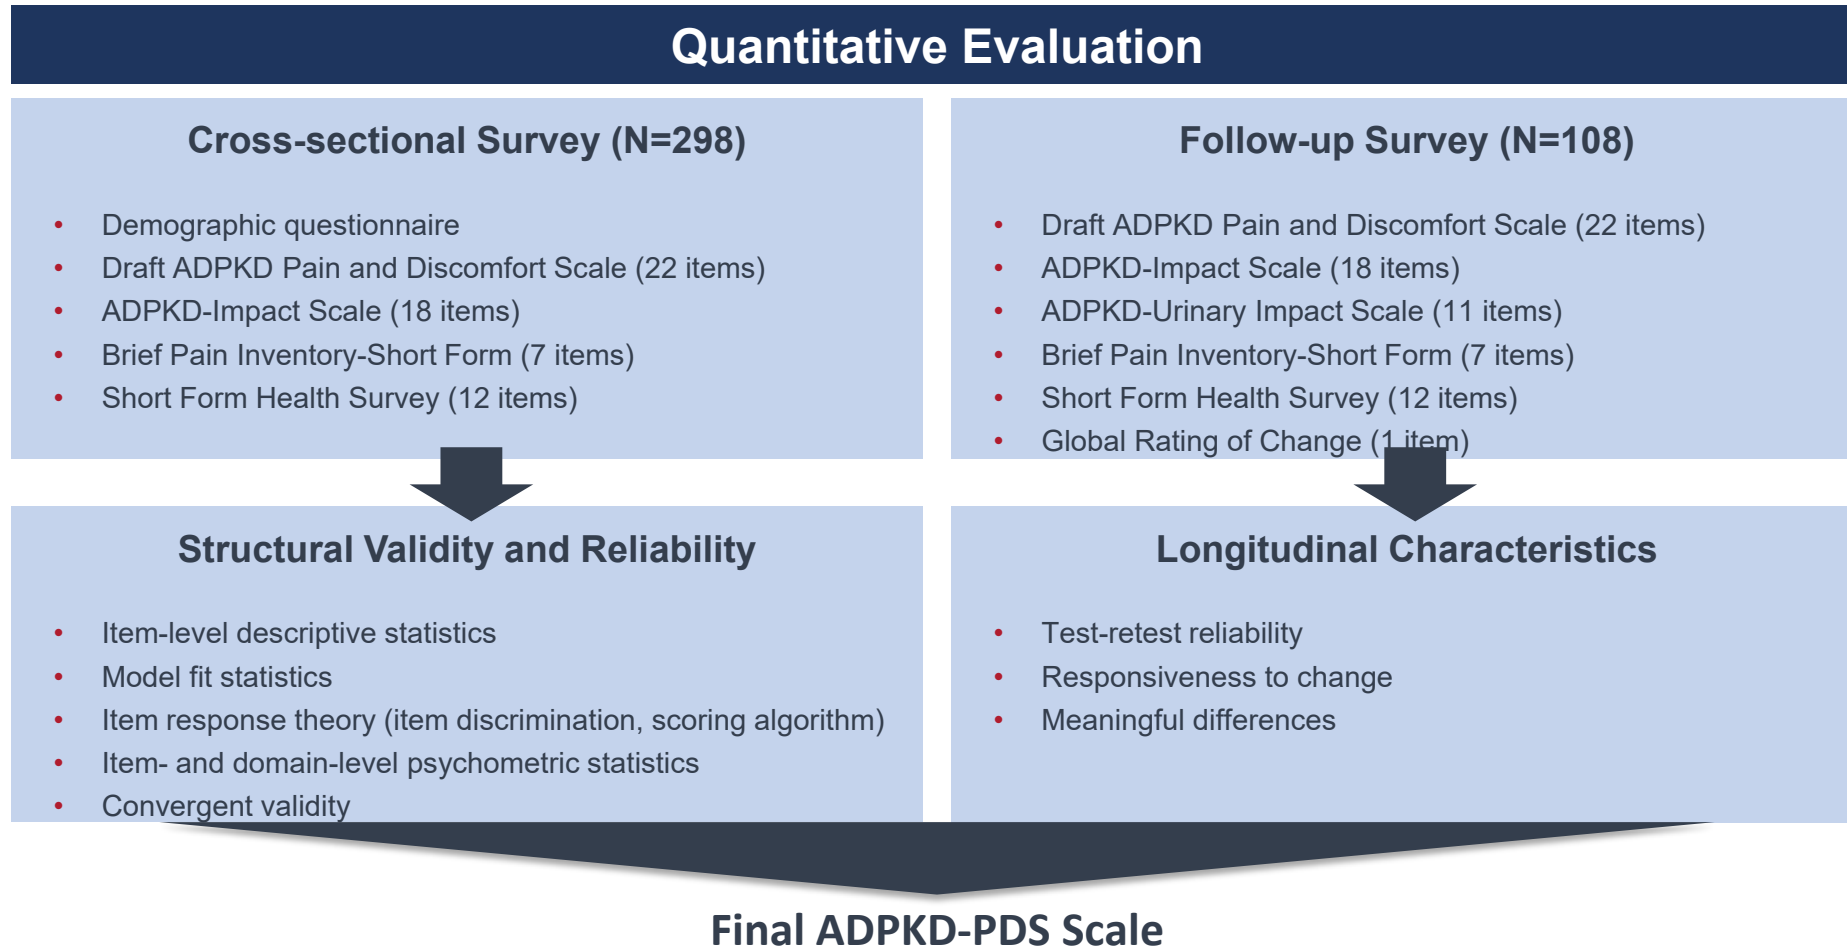 Quantitative Evaluation
Cross-sectional Survey (N=298)
• Demographic questionnaire
• Draft ADPKD Pain and Discomfort Scale (22 items)
• ADPKD-Impact Scale (18 items)
• Brief Pain Inventory-Short Form (7 items)
• Short Form Health Survey (12 items)
Follow-up Survey (N=108)
• Draft ADPKD Pain and Discomfort Scale (22 items)
• ADPKD-Impact Scale (18 items)
• ADPKD-Urinary Impact Scale (11 items)
• Brief Pain Inventory-Short Form (7 items)
• Short Form Health Survey (12 items)
• Global Rating of Change (1 item)
Structural Validity and Reliability
• Item-level descriptive statistics
• Model fit statistics
• Item response theory (item discrimination, scoring algorithm)
• Item- and domain-level psychometric statistics
• Convergent validity
Longitudinal Characteristics
• Test-retest reliability
• Responsiveness to change
• Meaningful differences
Final ADPKD-PDS Scale